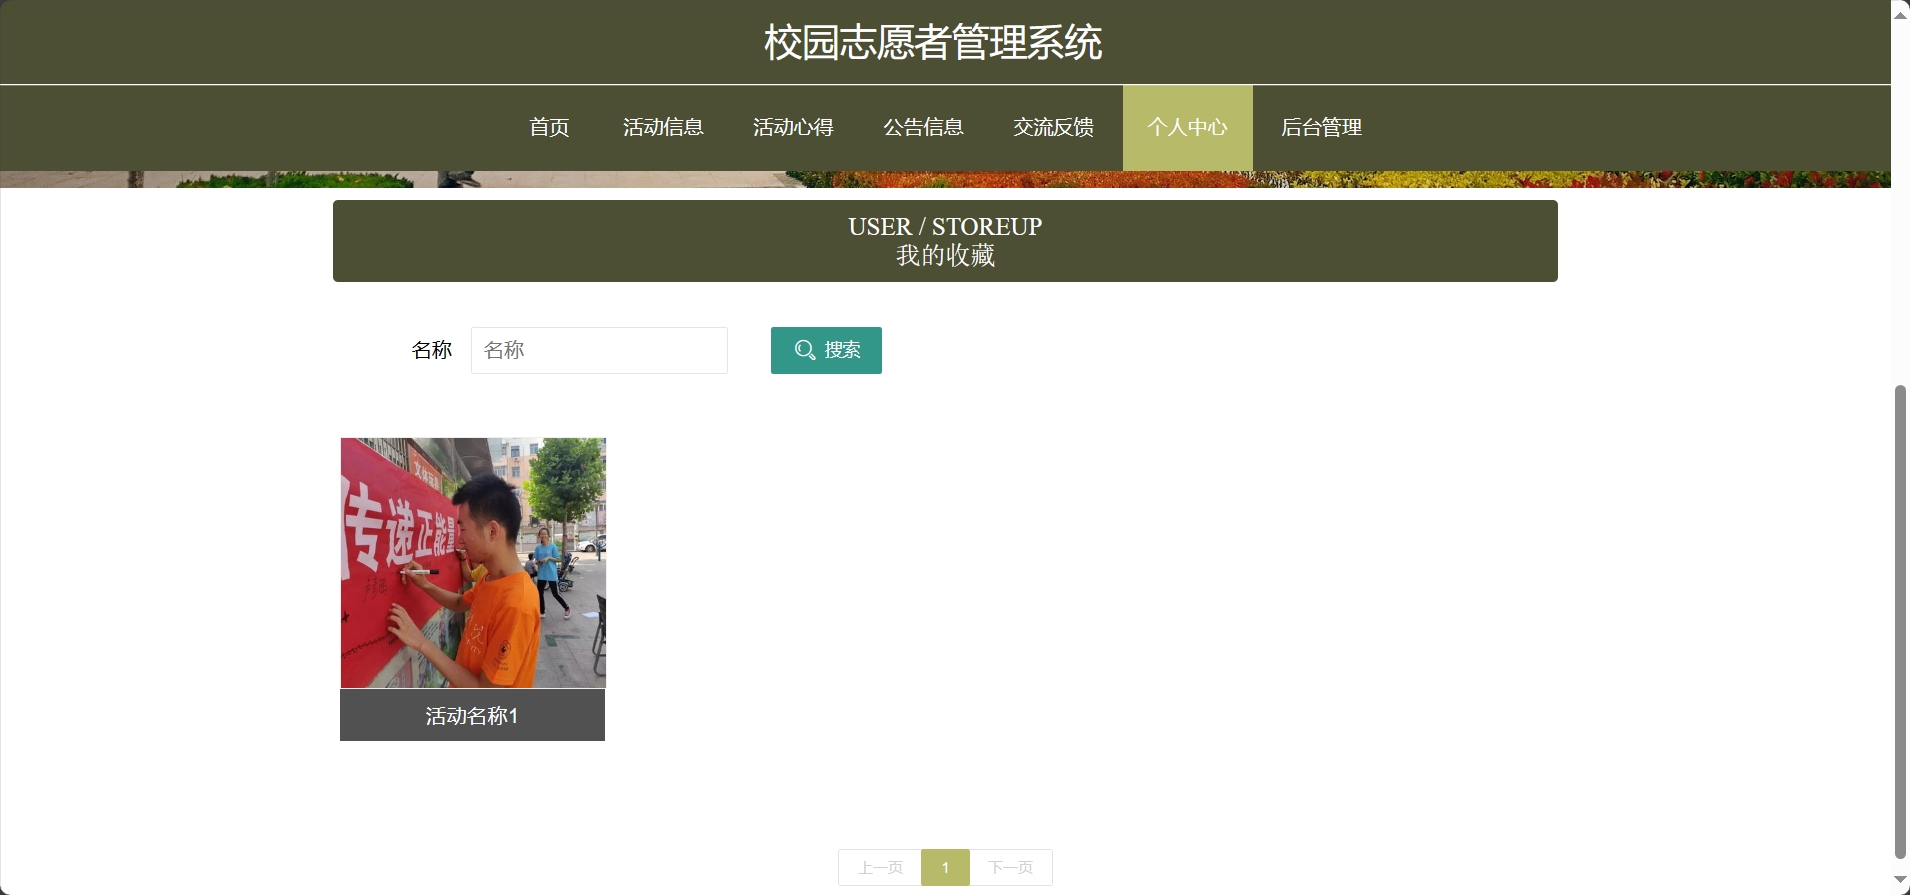 校园志愿者管理系统
首页 活动信息 活动心得 公告信息 交流反馈 个人中心 后台管理
USER / STOREUP
我的收藏
名称 名称 搜索
传递正能量
活动名称1
上一页 1 下一页